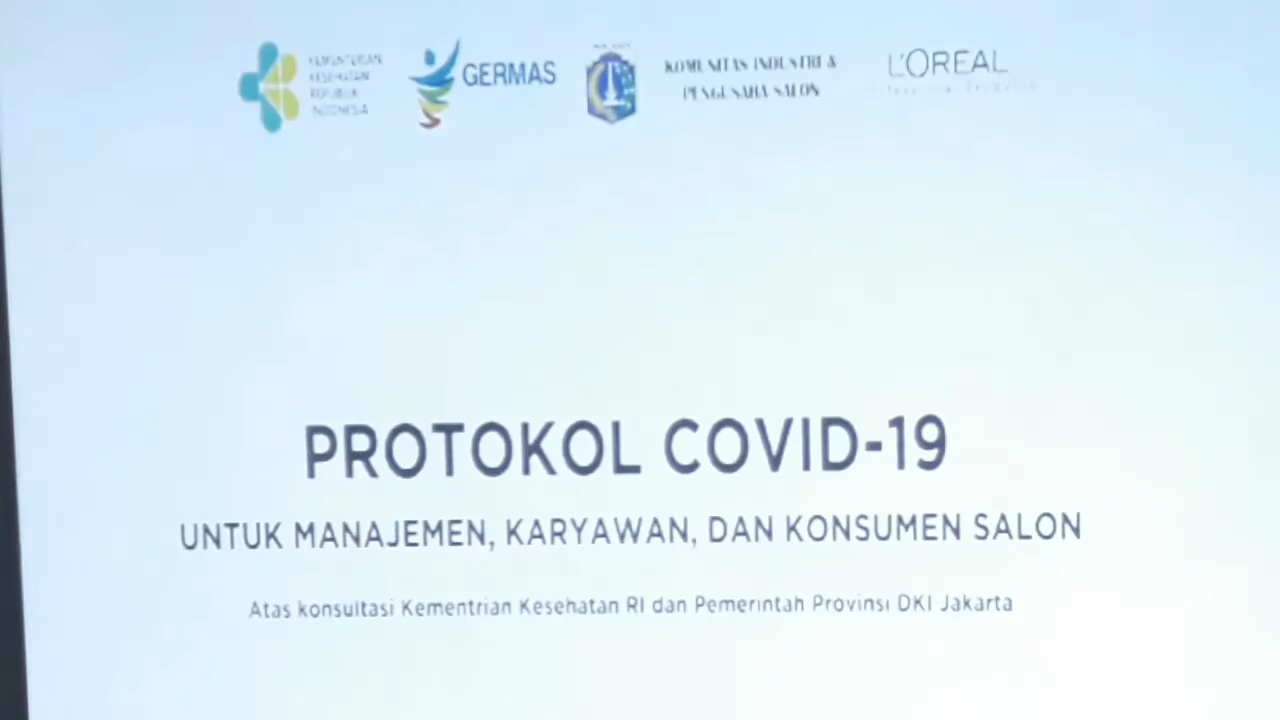 KEMENTERIAN
KESEHATAN
REPUBLIK
INDONESIA
GERMAS
KOMUNITAS INDUSTRI &
PENGUSAHA SALON
L'ORÉAL
PROTOKOL COVID-19
UNTUK MANAJEMEN, KARYAWAN, DAN KONSUMEN SALON
Atas konsultasi Kementrian Kesehatan RI dan Pemerintah Provinsi DKI Jakarta